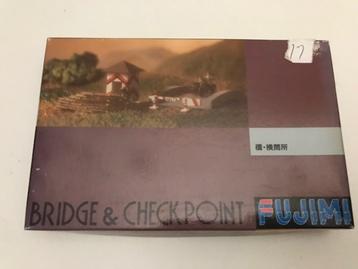 17
橋・検問所
BRIDGE & CHECKPOINT FUJIMI